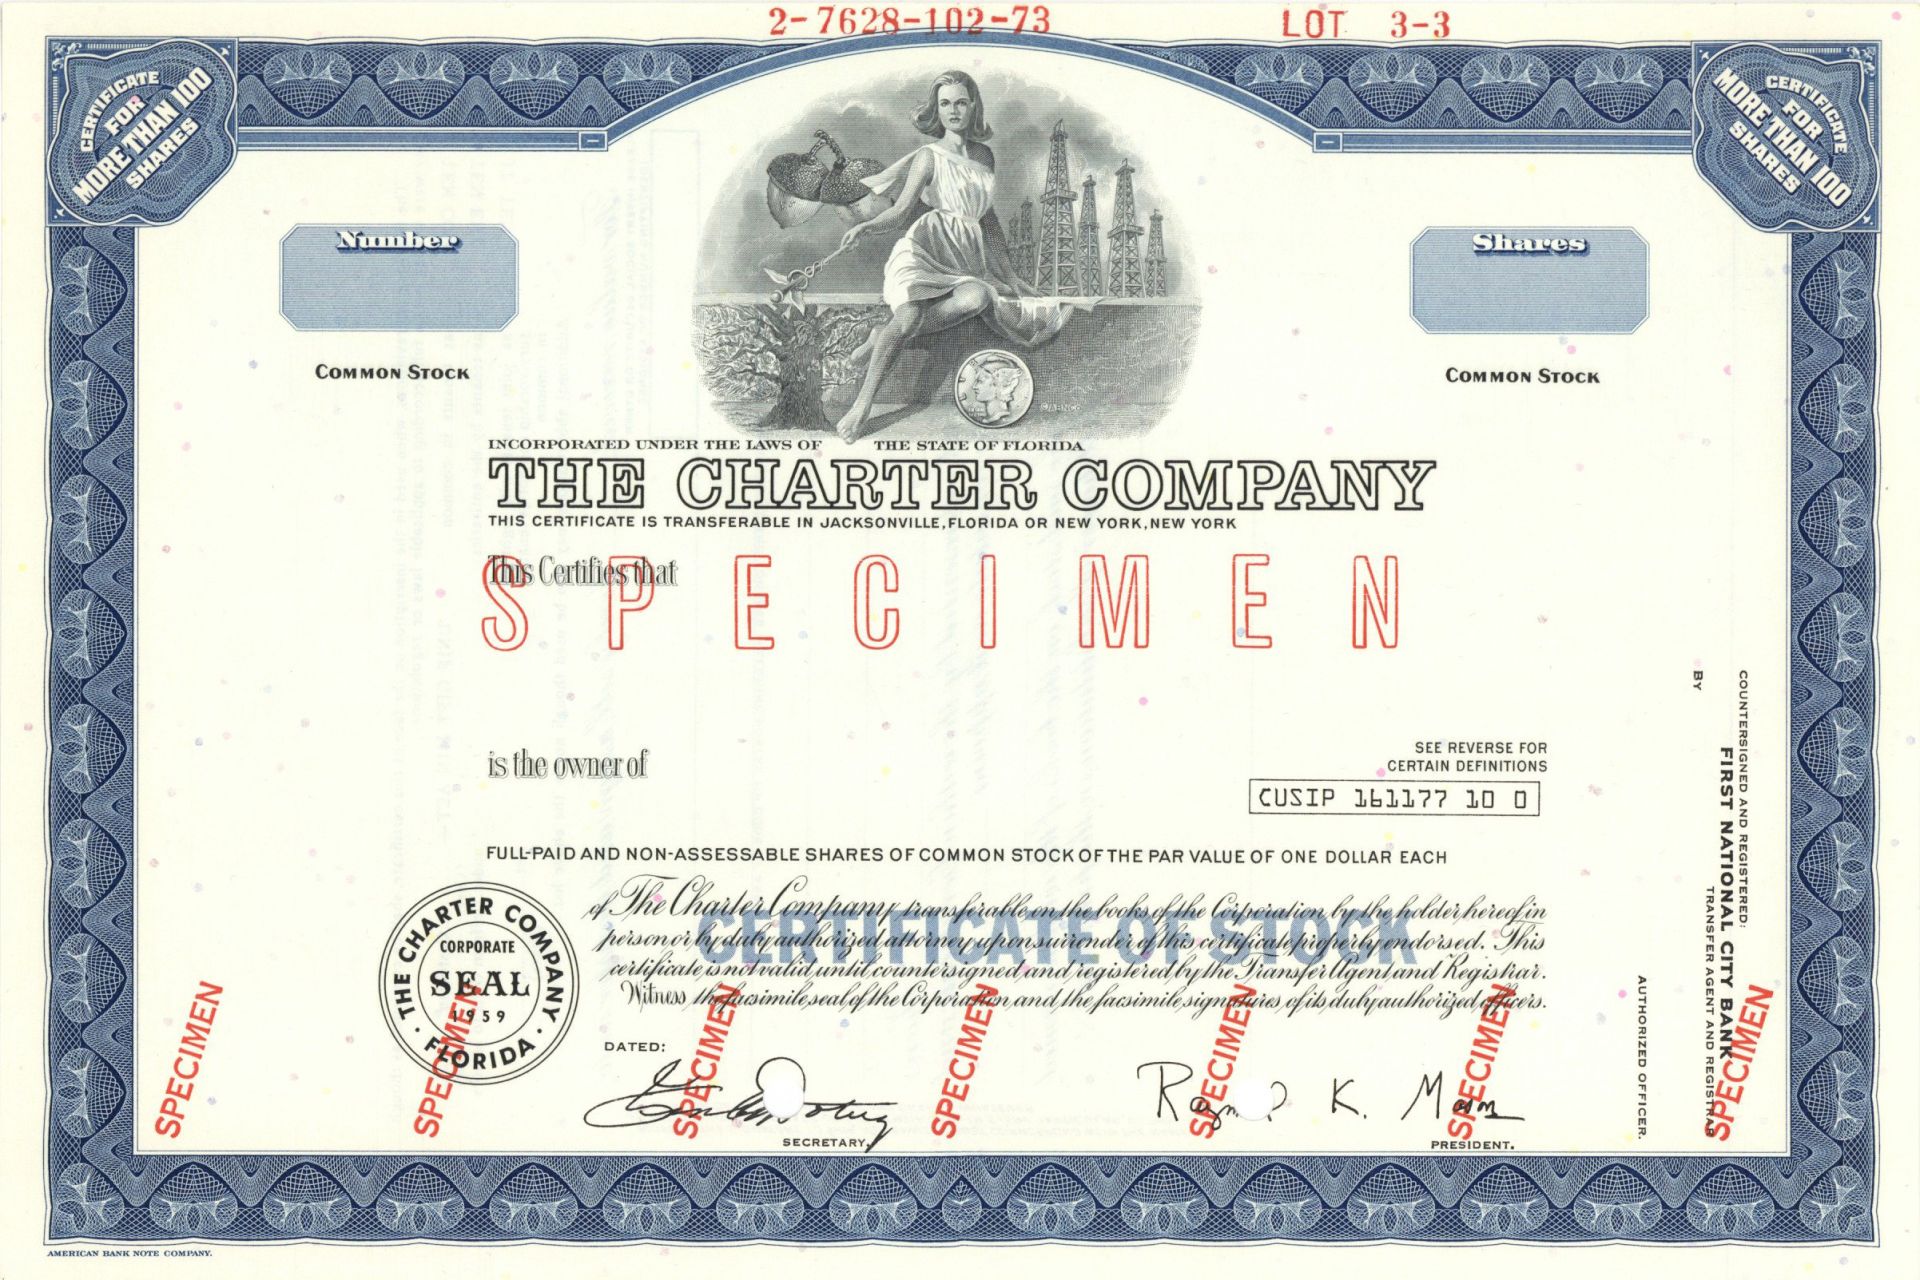 2-7628-102-73
LOT 3-3
CERTIFICATE
FOR
MORE THAN 100
SHARES
CERTIFICATE
FOR
MORE THAN 100
SHARES
Number
Shares
COMMON STOCK
COMMON STOCK
©ABNCO
INCORPORATED UNDER THE LAWS OF THE STATE OF FLORIDA
THE CHARTER COMPANY
THIS CERTIFICATE IS TRANSFERABLE IN JACKSONVILLE, FLORIDA OR NEW YORK, NEW YORK
This Certifies that
SPECIMEN
is the owner of
SEE REVERSE FOR
CERTAIN DEFINITIONS
CUSIP 161177 10 0
FULL-PAID AND NON-ASSESSABLE SHARES OF COMMON STOCK OF THE PAR VALUE OF ONE DOLLAR EACH
CERTIFICATE OF STOCK
of The Charter Company transferable on the books of the Corporation by the holder hereof in
person or by duly authorized attorney upon surrender of this certificate properly endorsed. This
certificate is not valid until countersigned and registered by the Transfer Agent and Registrar.
Witness the facsimile seal of the Corporation and the facsimile signatures of its duly authorized officers.
THE CHARTER COMPANY
CORPORATE
SEAL
1959
· FLORIDA ·
DATED:
SECRETARY.
Raymond K. Mason
PRESIDENT.
SPECIMEN
SPECIMEN
SPECIMEN
SPECIMEN
SPECIMEN
SPECIMEN
SPECIMEN
COUNTERSIGNED AND REGISTERED:
FIRST NATIONAL CITY BANK
TRANSFER AGENT AND REGISTRAR
BY
AUTHORIZED OFFICER.
AMERICAN BANK NOTE COMPANY.